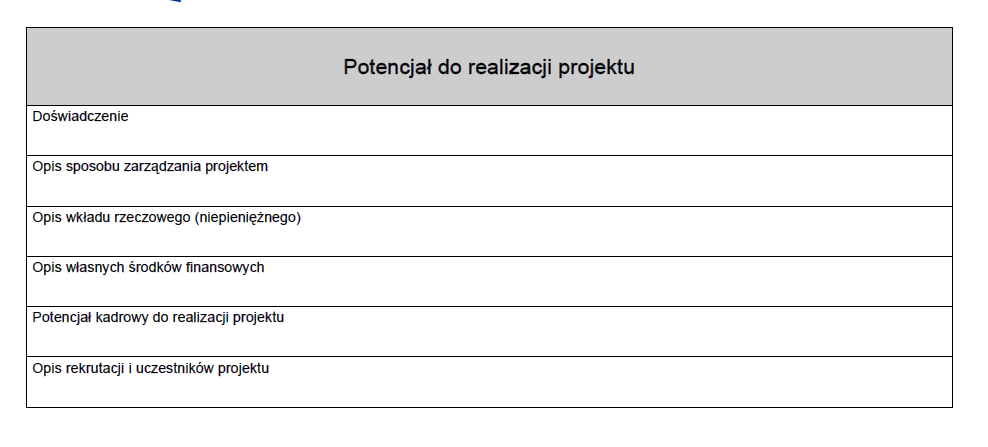 Potencjał do realizacji projektu
Doświadczenie
Opis sposobu zarządzania projektem
Opis wkładu rzeczowego (niepieniężnego)
Opis własnych środków finansowych
Potencjał kadrowy do realizacji projektu
Opis rekrutacji i uczestników projektu